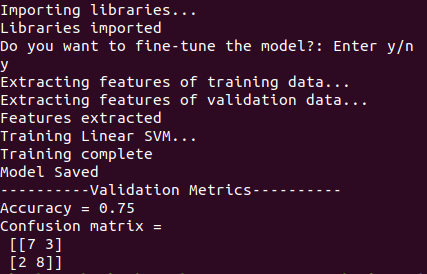 Importing libraries...
Libraries imported
Do you want to fine-tune the model?: Enter y/n
y
Extracting features of training data...
Extracting features of validation data...
Features extracted
Training Linear SVM...
Training complete
Model Saved
----------Validation Metrics----------
Accuracy = 0.75
Confusion matrix =
 [[7 3]
 [2 8]]